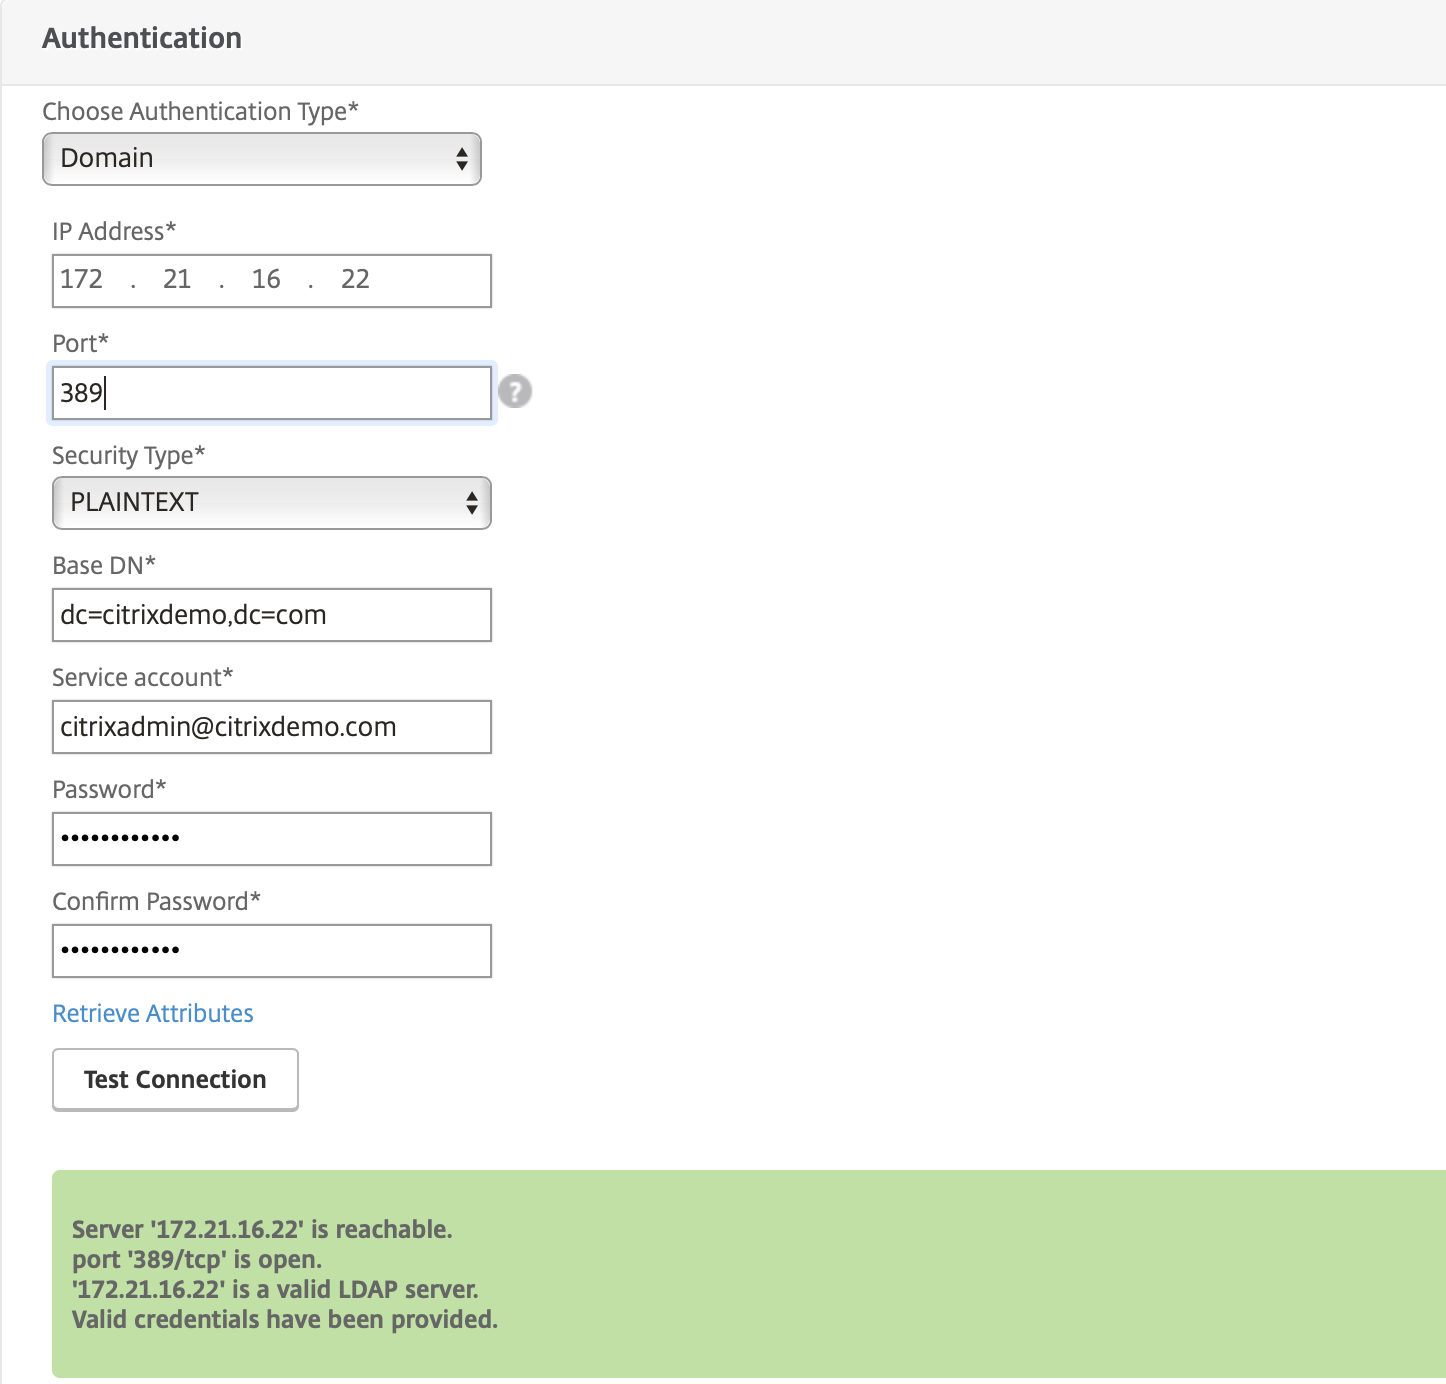 Authentication
Choose Authentication Type*
Domain
IP Address*
172 . 21 . 16 . 22
Port*
389
?
Security Type*
PLAINTEXT
Base DN*
dc=citrixdemo,dc=com
Service account*
citrixadmin@citrixdemo.com
Password*
••••••••••••
Confirm Password*
••••••••••••
Retrieve Attributes
Test Connection
Server '172.21.16.22' is reachable.
port '389/tcp' is open.
'172.21.16.22' is a valid LDAP server.
Valid credentials have been provided.